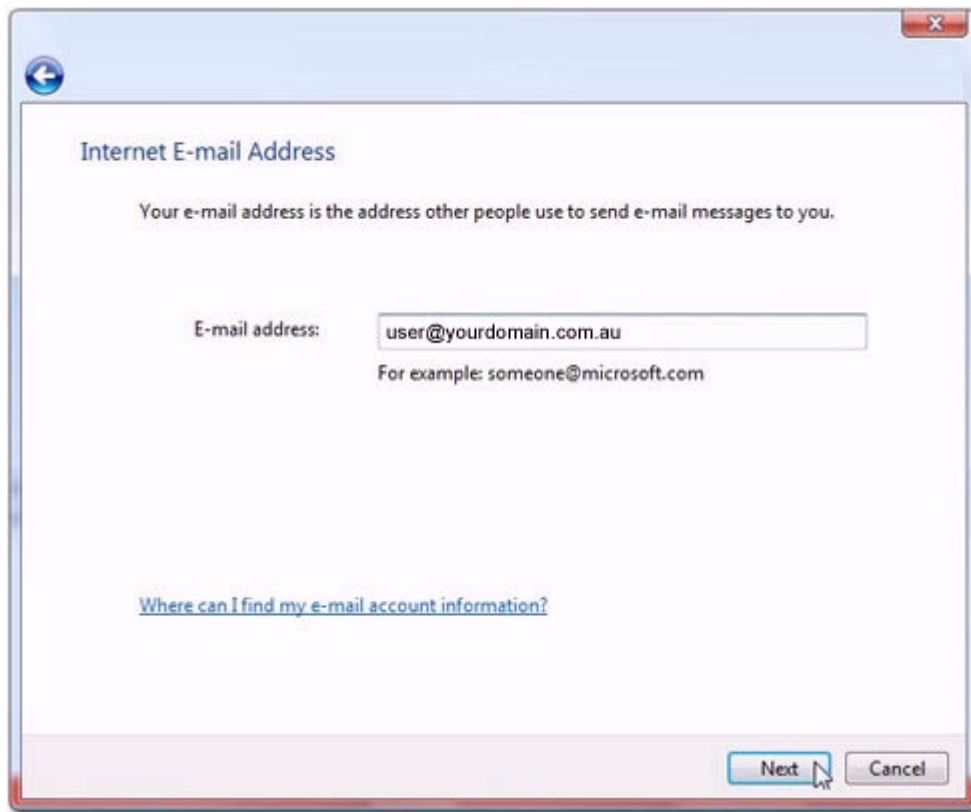 Internet E-mail Address
Your e-mail address is the address other people use to send e-mail messages to you.
E-mail address: user@yourdomain.com.au
For example: someone@microsoft.com
Where can I find my e-mail account information?
Next Cancel